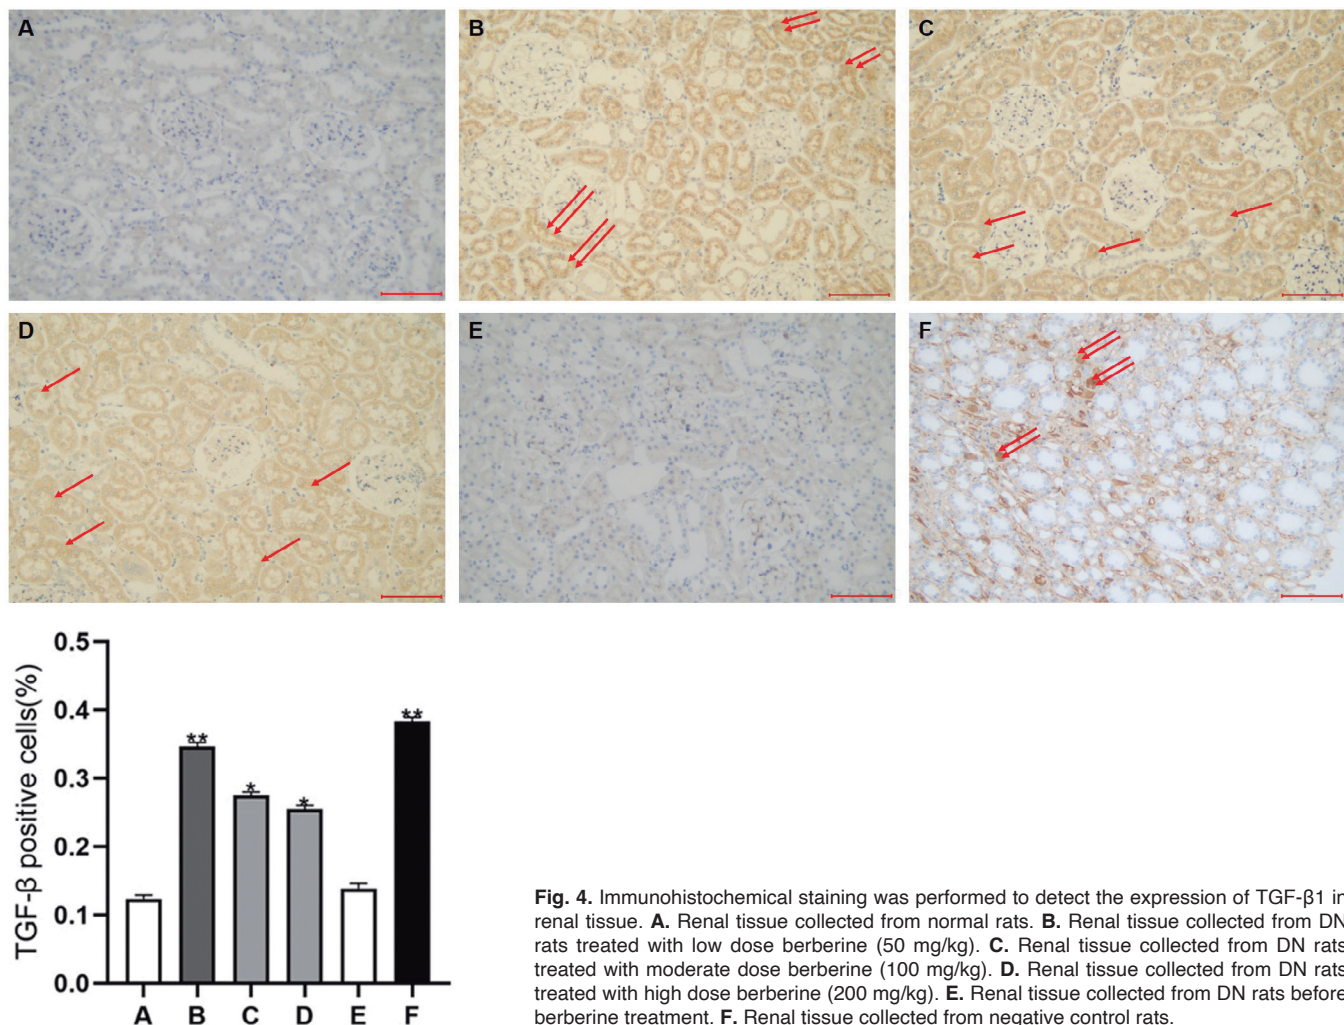 A
B
C
D
E
F
0.5
0.4
0.3
0.2
0.1
0.0
TGF-β positive cells(%)
**
*
*
**
A B C D E F
Fig. 4. Immunohistochemical staining was performed to detect the expression of TGF-β1 in
renal tissue. A. Renal tissue collected from normal rats. B. Renal tissue collected from DN
rats treated with low dose berberine (50 mg/kg). C. Renal tissue collected from DN rats
treated with moderate dose berberine (100 mg/kg). D. Renal tissue collected from DN rats
treated with high dose berberine (200 mg/kg). E. Renal tissue collected from DN rats before
berberine treatment. F. Renal tissue collected from negative control rats.